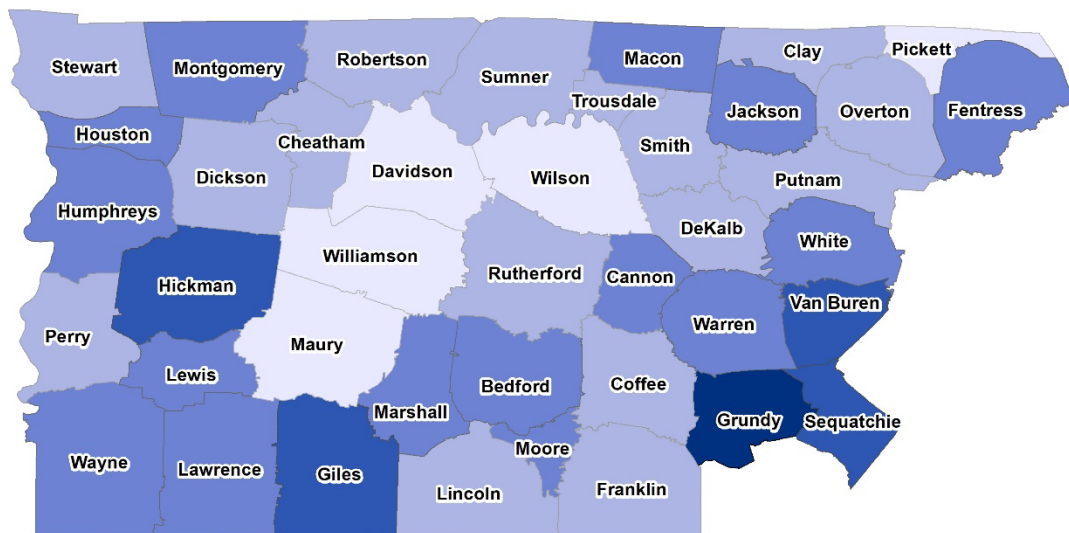 Stewart
Montgomery
Robertson
Sumner
Macon
Clay
Pickett
Trousdale
Jackson
Overton
Fentress
Houston
Cheatham
Smith
Dickson
Davidson
Wilson
Putnam
Humphreys
DeKalb
White
Williamson
Rutherford
Cannon
Hickman
Van Buren
Perry
Maury
Warren
Lewis
Bedford
Coffee
Marshall
Grundy
Sequatchie
Moore
Wayne
Lawrence
Giles
Lincoln
Franklin